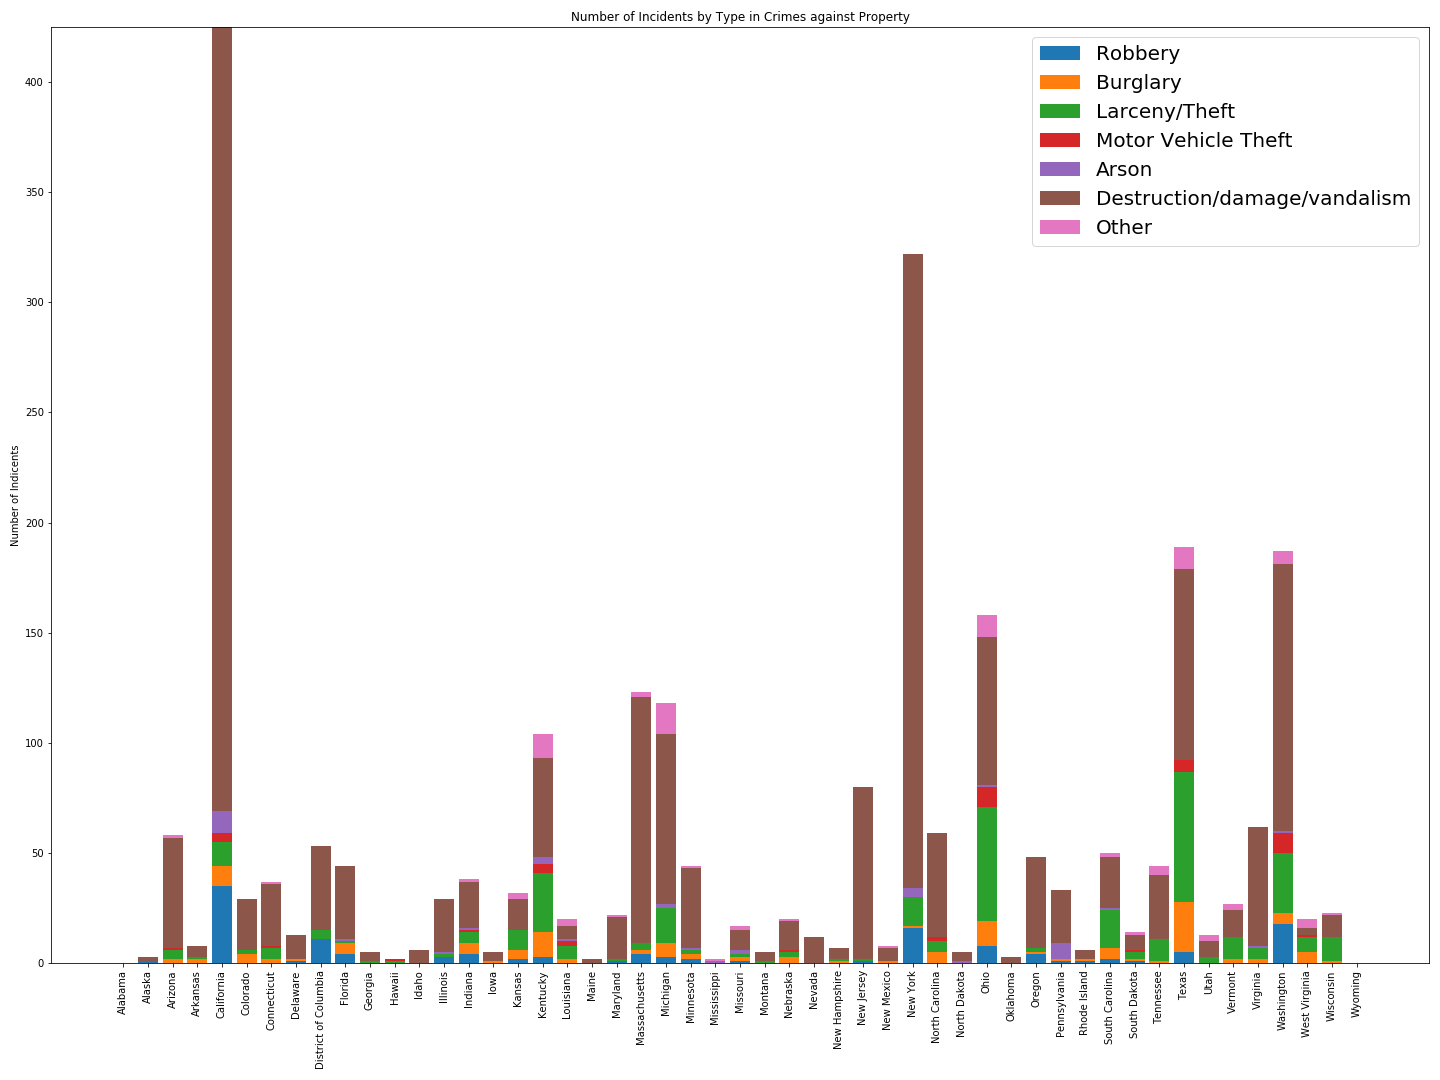 Number of Incidents by Type in Crimes against Property
Robbery
Burglary
Larceny/Theft
Motor Vehicle Theft
Arson
Destruction/damage/vandalism
Other
Number of Indicents
400
350
300
250
200
150
100
50
0
Alabama
Alaska
Arizona
Arkansas
California
Colorado
Connecticut
Delaware
District of Columbia
Florida
Georgia
Hawaii
Idaho
Illinois
Indiana
Iowa
Kansas
Kentucky
Louisiana
Maine
Maryland
Massachusetts
Michigan
Minnesota
Mississippi
Missouri
Montana
Nebraska
Nevada
New Hampshire
New Jersey
New Mexico
New York
North Carolina
North Dakota
Ohio
Oklahoma
Oregon
Pennsylvania
Rhode Island
South Carolina
South Dakota
Tennessee
Texas
Utah
Vermont
Virginia
Washington
West Virginia
Wisconsin
Wyoming